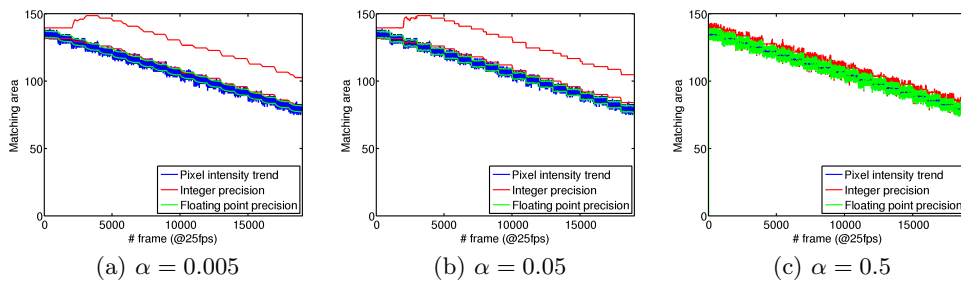 0
50
100
150
0
5000
10000
15000
Matching area
# frame (@25fps)
Pixel intensity trend
Integer precision
Floating point precision
(a) α = 0.005
0
50
100
150
0
5000
10000
15000
Matching area
# frame (@25fps)
Pixel intensity trend
Integer precision
Floating point precision
(b) α = 0.05
0
50
100
150
0
5000
10000
15000
Matching area
# frame (@25fps)
Pixel intensity trend
Integer precision
Floating point precision
(c) α = 0.5